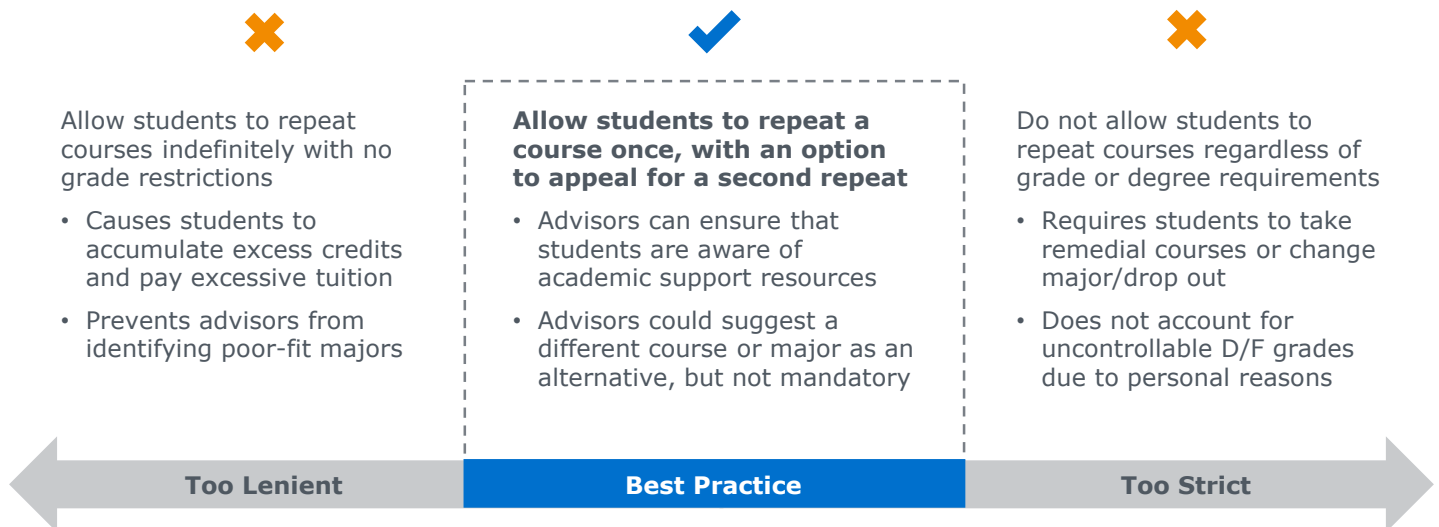 Allow students to repeat
courses indefinitely with no
grade restrictions
• Causes students to
accumulate excess credits
and pay excessive tuition
• Prevents advisors from
identifying poor-fit majors
Allow students to repeat a
course once, with an option
to appeal for a second repeat
• Advisors can ensure that
students are aware of
academic support resources
• Advisors could suggest a
different course or major as an
alternative, but not mandatory
Do not allow students to
repeat courses regardless of
grade or degree requirements
• Requires students to take
remedial courses or change
major/drop out
• Does not account for
uncontrollable D/F grades
due to personal reasons
Too Lenient
Best Practice
Too Strict